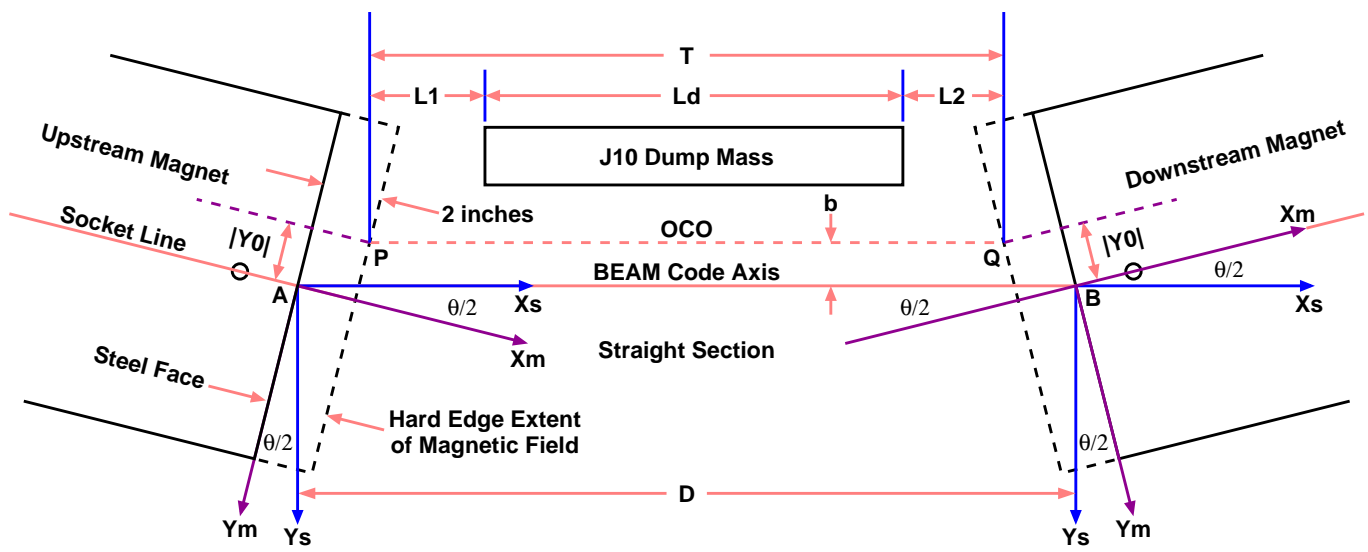 T
L1
Ld
L2
Upstream Magnet
J10 Dump Mass
Downstream Magnet
2 inches
b
Xm
Socket Line
|Y0|
OCO
|Y0|
P
Q
BEAM Code Axis
θ/2
A
B
Xs
Xs
θ/2
θ/2
Xm
Straight Section
Steel Face
Hard Edge Extent
of Magnetic Field
θ/2
θ/2
D
Ym
Ys
Ys
Ym